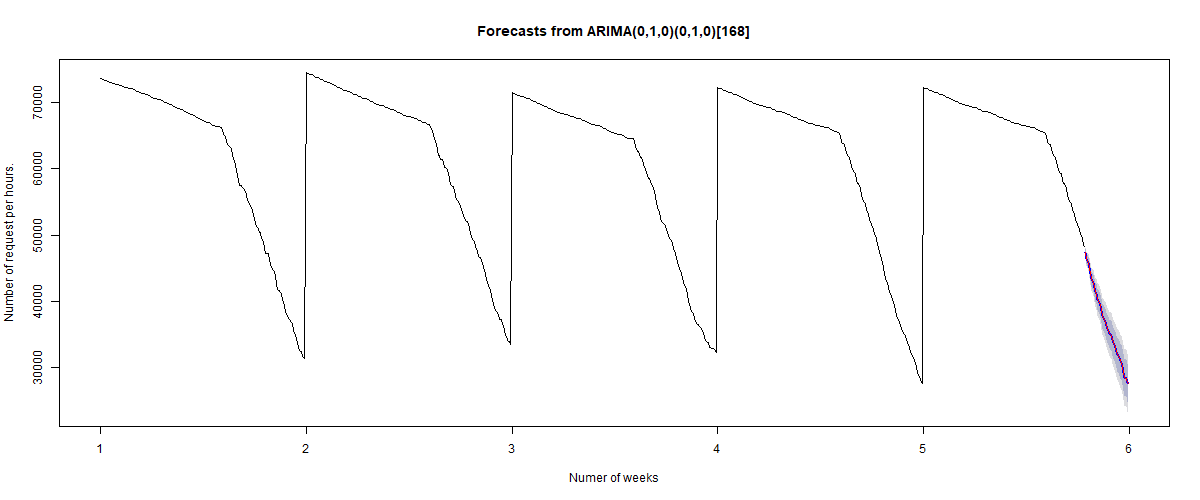 Forecasts from ARIMA(0,1,0)(0,1,0)[168]
Number of request per hours.
70000
60000
50000
40000
30000
1 2 3 4 5 6
Numer of weeks